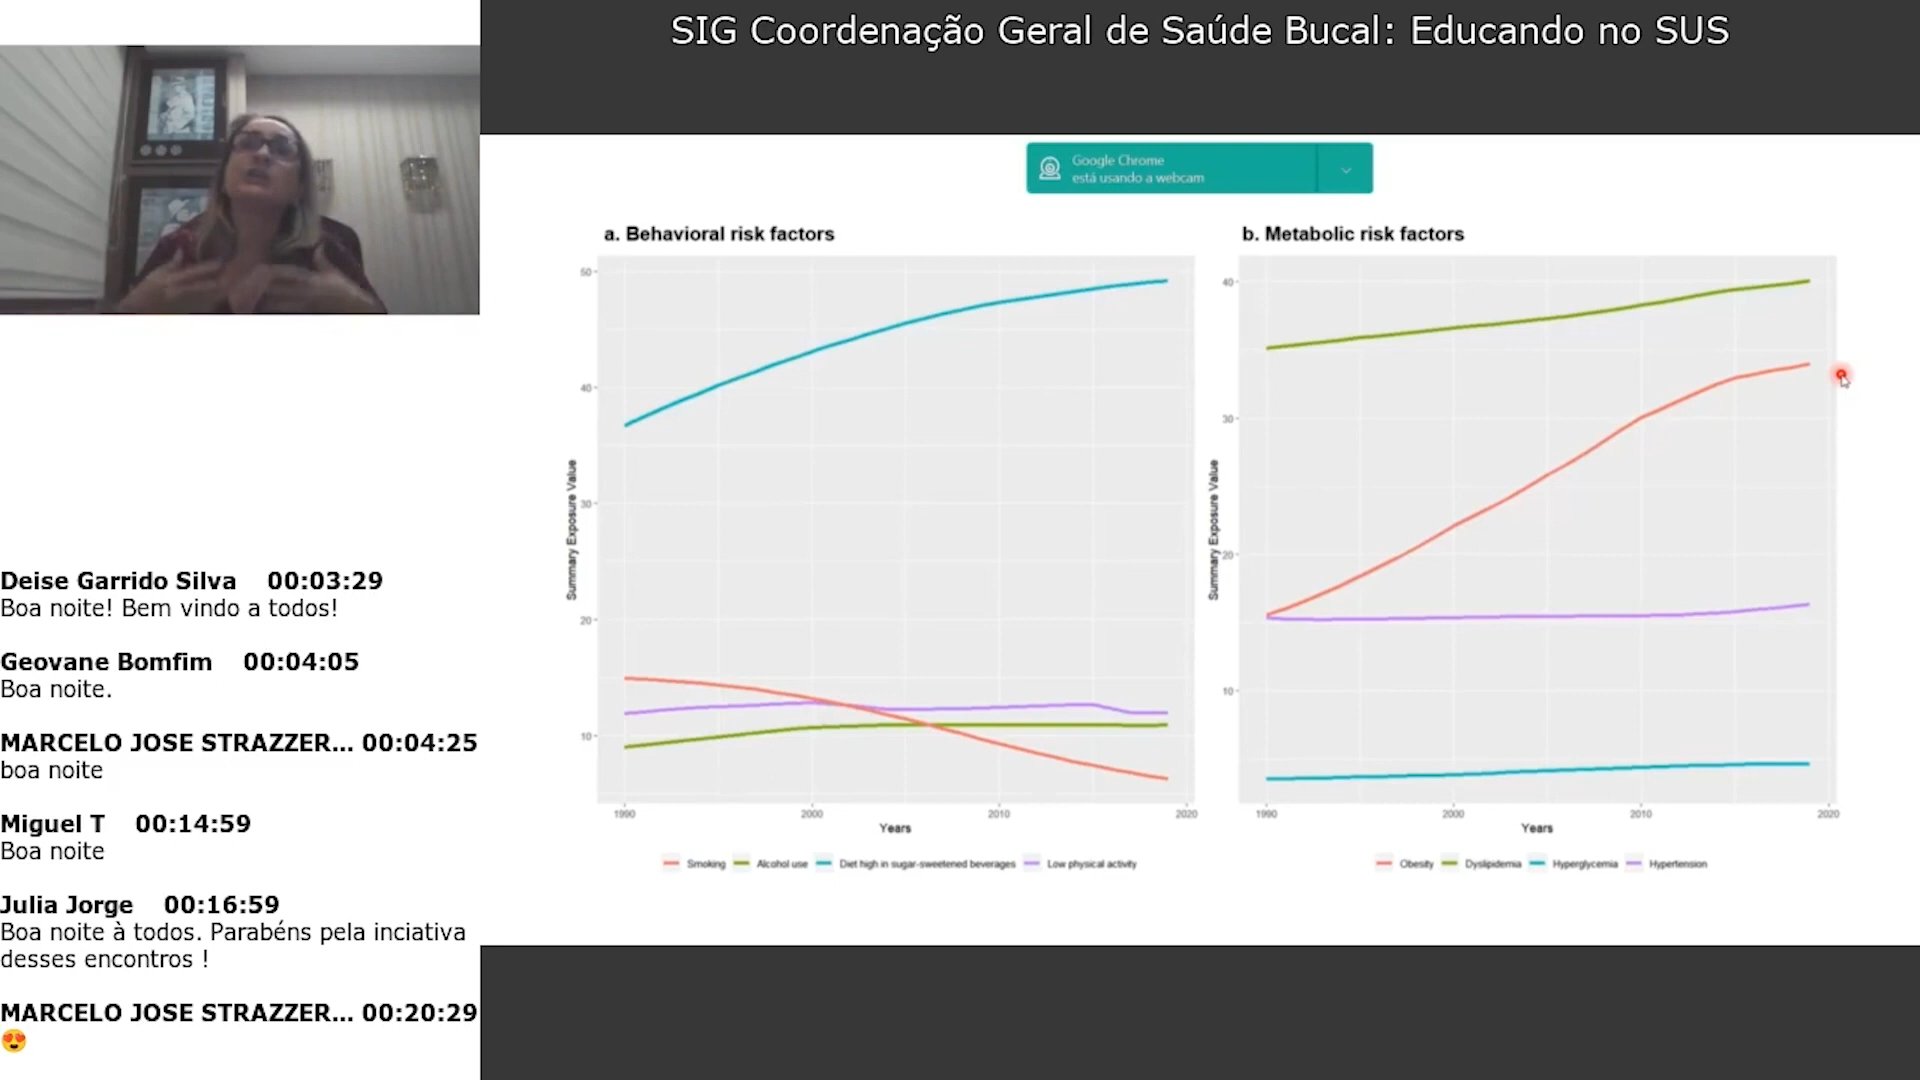 SIG Coordenação Geral de Saúde Bucal: Educando no SUS
Google Chrome
está usando a webcam
a. Behavioral risk factors
50
40
30
20
10
Summary Exposure Value
1990 2000 2010 2020
Years
Smoking Alcohol use Diet high in sugar-sweetened beverages Low physical activity
b. Metabolic risk factors
40
30
20
10
Summary Exposure Value
1990 2000 2010 2020
Years
Obesity Dyslipidemia Hyperglycemia Hypertension
Deise Garrido Silva 00:03:29
Boa noite! Bem vindo a todos!
Geovane Bomfim 00:04:05
Boa noite.
MARCELO JOSE STRAZZER... 00:04:25
boa noite
Miguel T 00:14:59
Boa noite
Julia Jorge 00:16:59
Boa noite à todos. Parabéns pela inciativa
desses encontros !
MARCELO JOSE STRAZZER... 00:20:29
😍